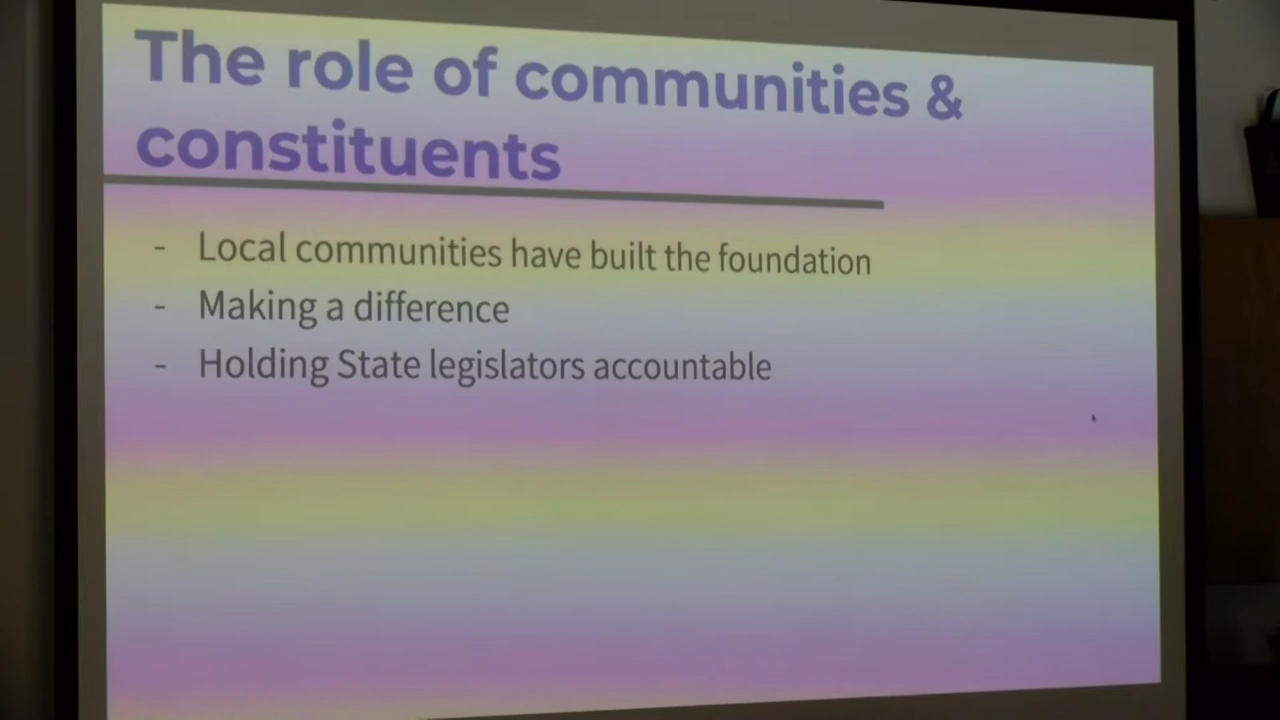 The role of communities &
constituents
- Local communities have built the foundation
- Making a difference
- Holding State legislators accountable